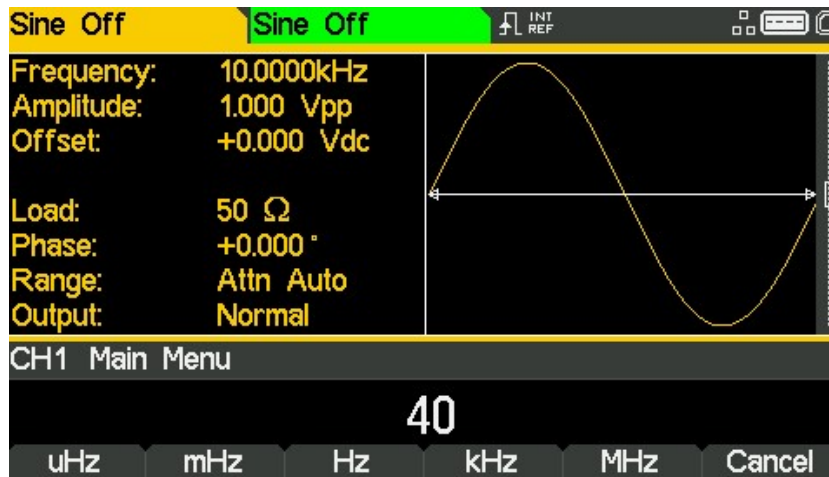 Sine Off Sine Off INT REF
Frequency: 10.0000kHz
Amplitude: 1.000 Vpp
Offset: +0.000 Vdc
Load: 50 Ω
Phase: +0.000 °
Range: Attn Auto
Output: Normal
CH1 Main Menu
40
uHz mHz Hz kHz MHz Cancel